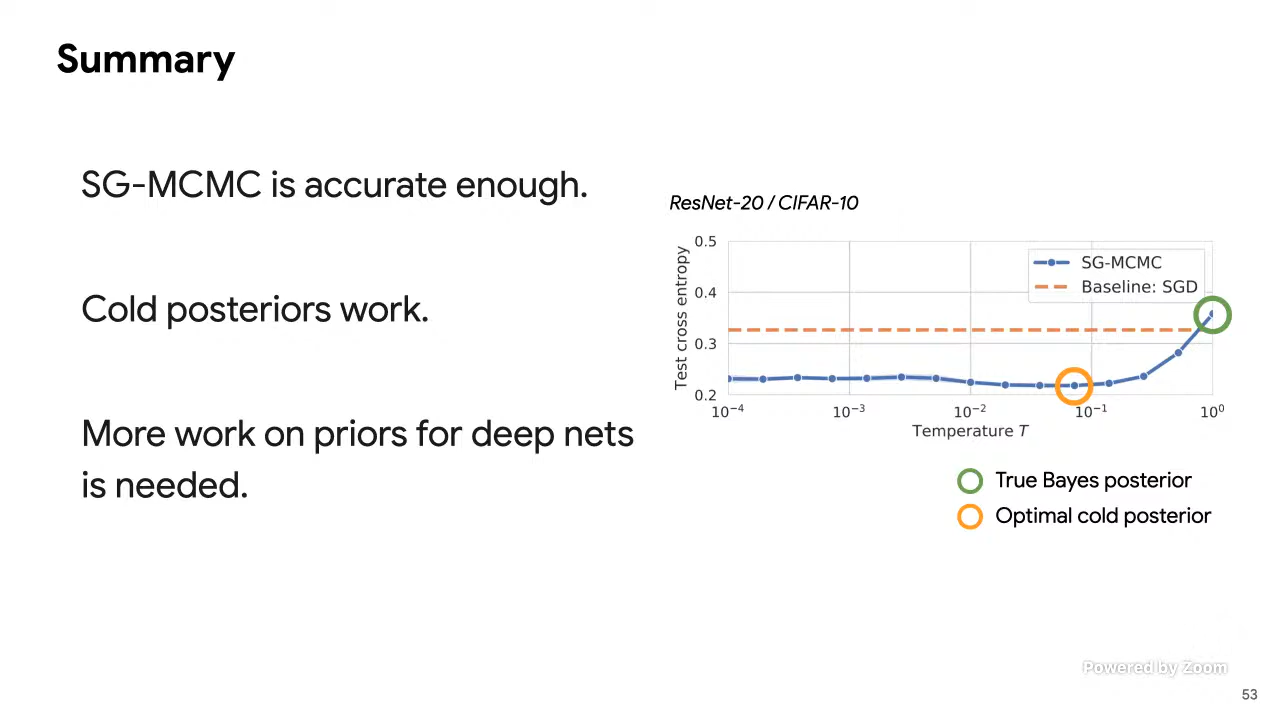 Summary
SG-MCMC is accurate enough.
Cold posteriors work.
More work on priors for deep nets
is needed.
ResNet-20 / CIFAR-10
Test cross entropy
0.5
0.4
0.3
0.2
SG-MCMC
Baseline: SGD
10⁻⁴ 10⁻³ 10⁻² 10⁻¹ 10⁰
Temperature T
True Bayes posterior
Optimal cold posterior
Powered by Zoom
53